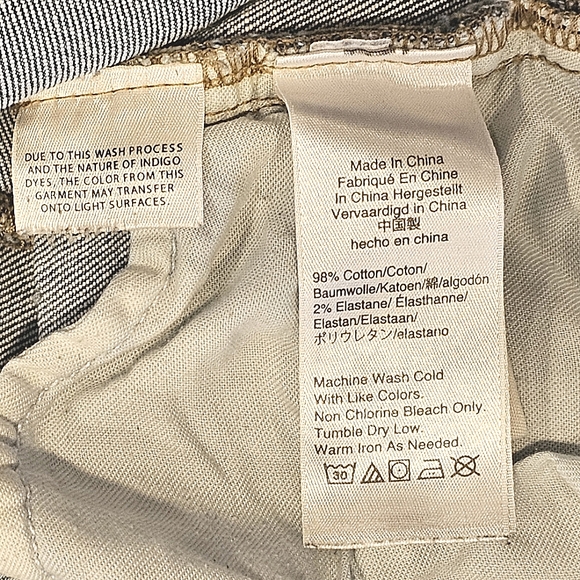 DUE TO THIS WASH PROCESS
AND THE NATURE OF INDIGO
DYES, THE COLOR FROM THIS
GARMENT MAY TRANSFER
ONTO LIGHT SURFACES.
Made In China
Fabriqué En Chine
In China Hergestellt
Vervaardigd in China
中国製
hecho en china
98% Cotton/Coton/
Baumwolle/Katoen/綿/algodón
2% Elastane/ Élasthanne/
Elastan/Elastaan/
ポリウレタン/elastano
Machine Wash Cold
With Like Colors.
Non Chlorine Bleach Only.
Tumble Dry Low.
Warm Iron As Needed.
30